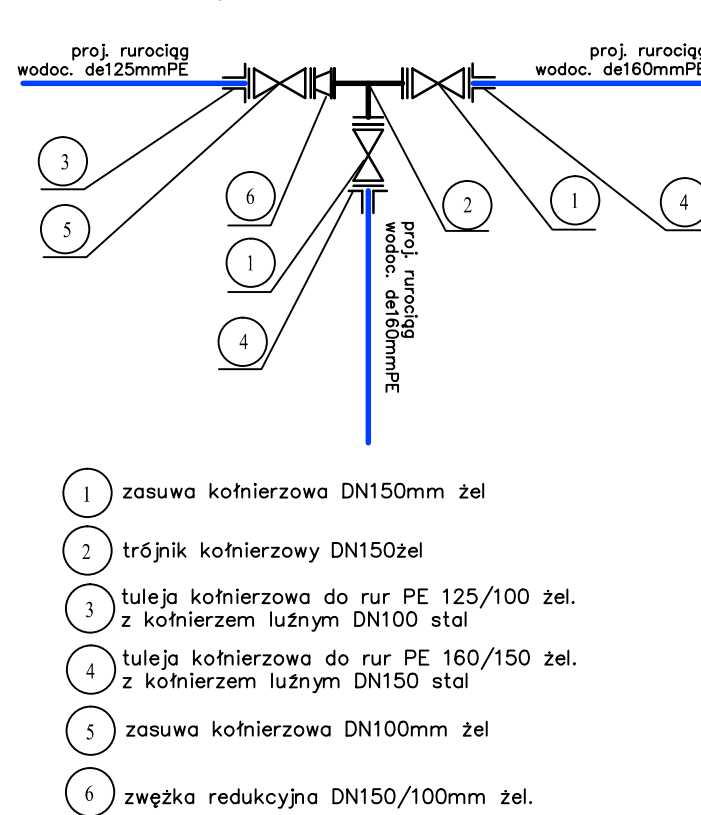 proj. rurociąg
wodoc. de125mmPE
proj. rurociąg
wodoc. de160mmPE
3
5
6
1
4
2
1
4
proj. rurociąg
wodoc. de160mmPE
1 zasuwa kołnierzowa DN150mm żel
2 trójnik kołnierzowy DN150żel
3 tuleja kołnierzowa do rur PE 125/100 żel.
z kołnierzem luźnym DN100 stal
4 tuleja kołnierzowa do rur PE 160/150 żel.
z kołnierzem luźnym DN150 stal
5 zasuwa kołnierzowa DN100mm żel
6 zwężka redukcyjna DN150/100mm żel.